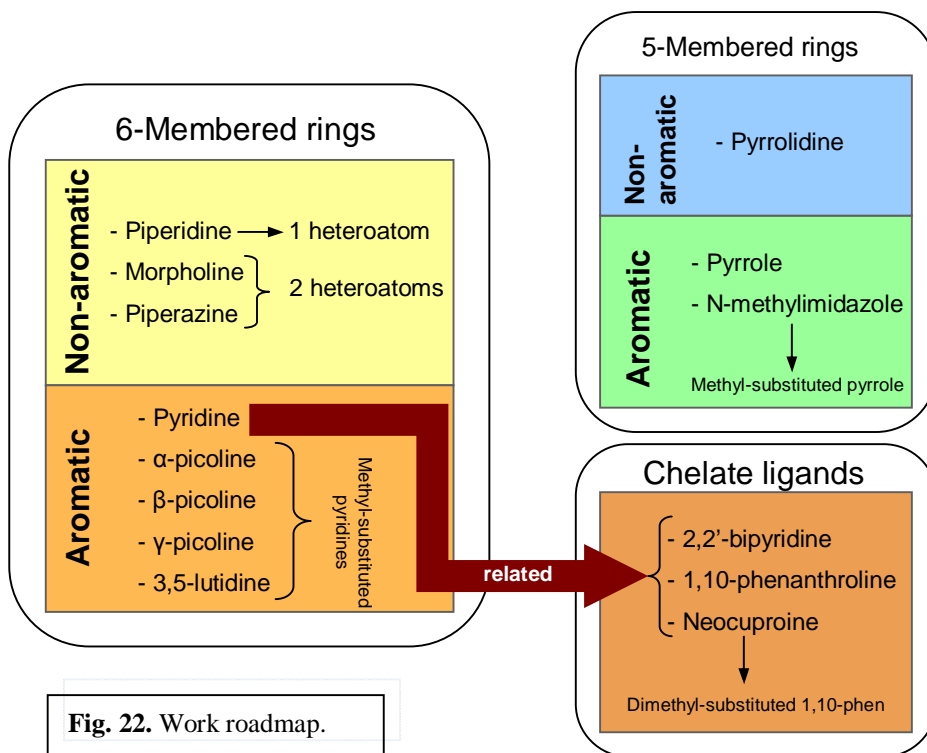 6-Membered rings
Non-aromatic
- Piperidine
1 heteroatom
- Morpholine
- Piperazine
2 heteroatoms
Aromatic
- Pyridine
- α-picoline
- β-picoline
- γ-picoline
- 3,5-lutidine
Methyl-substituted
pyridines
related
5-Membered rings
Non-
aromatic
- Pyrrolidine
Aromatic
- Pyrrole
- N-methylimidazole
Methyl-substituted pyrrole
Chelate ligands
- 2,2’-bipyridine
- 1,10-phenanthroline
- Neocuproine
Dimethyl-substituted 1,10-phen
Fig. 22. Work roadmap.